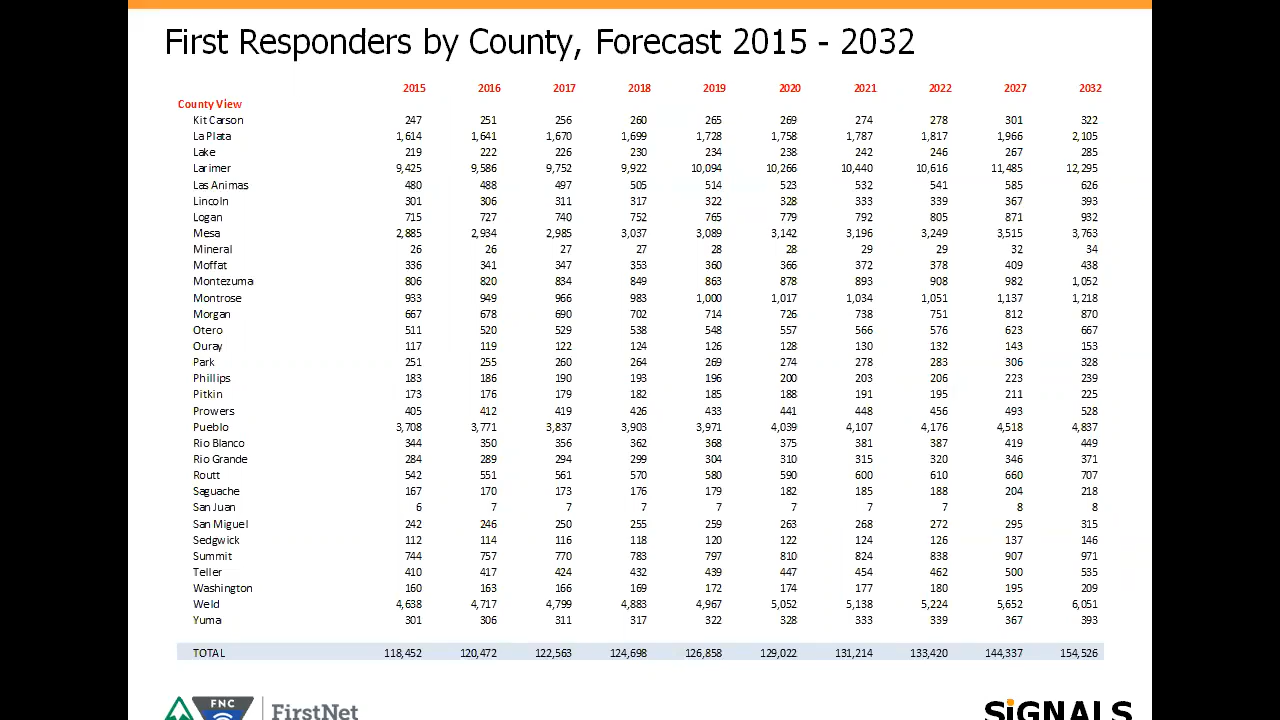 First Responders by County, Forecast 2015 - 2032
2015 2016 2017 2018 2019 2020 2021 2022 2027 2032
County View
Kit Carson 247 251 256 260 265 269 274 278 301 322
La Plata 1,614 1,641 1,670 1,699 1,728 1,758 1,787 1,817 1,966 2,105
Lake 219 222 226 230 234 238 242 246 267 285
Larimer 9,425 9,586 9,752 9,922 10,094 10,266 10,440 10,616 11,485 12,295
Las Animas 480 488 497 505 514 523 532 541 585 626
Lincoln 301 306 311 317 322 328 333 339 367 393
Logan 715 727 740 752 765 779 792 805 871 932
Mesa 2,885 2,934 2,985 3,037 3,089 3,142 3,196 3,249 3,515 3,763
Mineral 26 26 27 27 28 28 29 29 32 34
Moffat 336 341 347 353 360 366 372 378 409 438
Montezuma 806 820 834 849 863 878 893 908 982 1,052
Montrose 933 949 966 983 1,000 1,017 1,034 1,051 1,137 1,218
Morgan 667 678 690 702 714 726 738 751 812 870
Otero 511 520 529 538 548 557 566 576 623 667
Ouray 117 119 122 124 126 128 130 132 143 153
Park 251 255 260 264 269 274 278 283 306 328
Phillips 183 186 190 193 196 200 203 206 223 239
Pitkin 173 176 179 182 185 188 191 195 211 225
Prowers 405 412 419 426 433 441 448 456 493 528
Pueblo 3,708 3,771 3,837 3,903 3,971 4,039 4,107 4,176 4,518 4,837
Rio Blanco 344 350 356 362 368 375 381 387 419 449
Rio Grande 284 289 294 299 304 310 315 320 346 371
Routt 542 551 561 570 580 590 600 610 660 707
Saguache 167 170 173 176 179 182 185 188 204 218
San Juan 6 7 7 7 7 7 7 7 8 8
San Miguel 242 246 250 255 259 263 268 272 295 315
Sedgwick 112 114 116 118 120 122 124 126 137 146
Summit 744 757 770 783 797 810 824 838 907 971
Teller 410 417 424 432 439 447 454 462 500 535
Washington 160 163 166 169 172 174 177 180 195 209
Weld 4,638 4,717 4,799 4,883 4,967 5,052 5,138 5,224 5,652 6,051
Yuma 301 306 311 317 322 328 333 339 367 393
TOTAL 118,452 120,472 122,563 124,698 126,858 129,022 131,214 133,420 144,337 154,526
FNC
FirstNet
SiGNALS